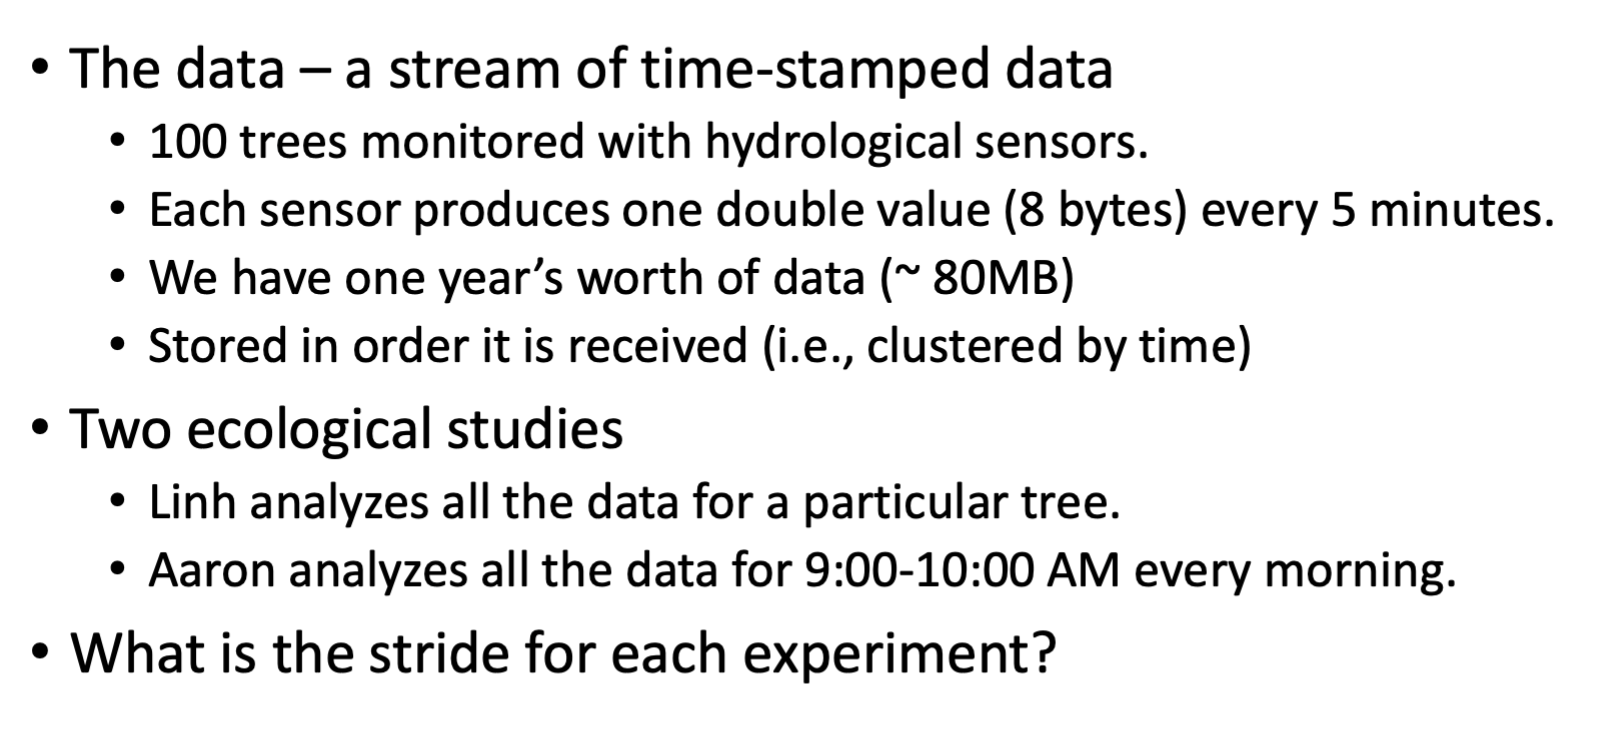 • The data – a stream of time-stamped data
• 100 trees monitored with hydrological sensors.
• Each sensor produces one double value (8 bytes) every 5 minutes.
• We have one year’s worth of data (~ 80MB)
• Stored in order it is received (i.e., clustered by time)
• Two ecological studies
• Linh analyzes all the data for a particular tree.
• Aaron analyzes all the data for 9:00-10:00 AM every morning.
• What is the stride for each experiment?